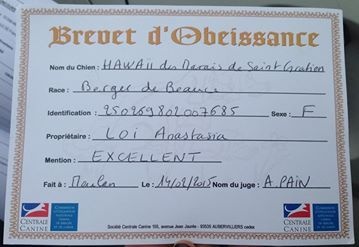 Brevet d'Obeissance
Nom du Chien : HAWAII des Marais de Saint Gratien
Race : Berger de Beauce
Identification : 250269802007685 Sexe : F
Propriétaire : LOI Anastasia
Mention : EXCELLENT
Fait à : Meulan Le : 14/02/2015 Nom du juge : A. PAIN
CENTRALE CANINE
CENTRALE CANINE
Société Centrale Canine 155, avenue Jean Jaurès - 93535 AUBERVILLIERS cedex